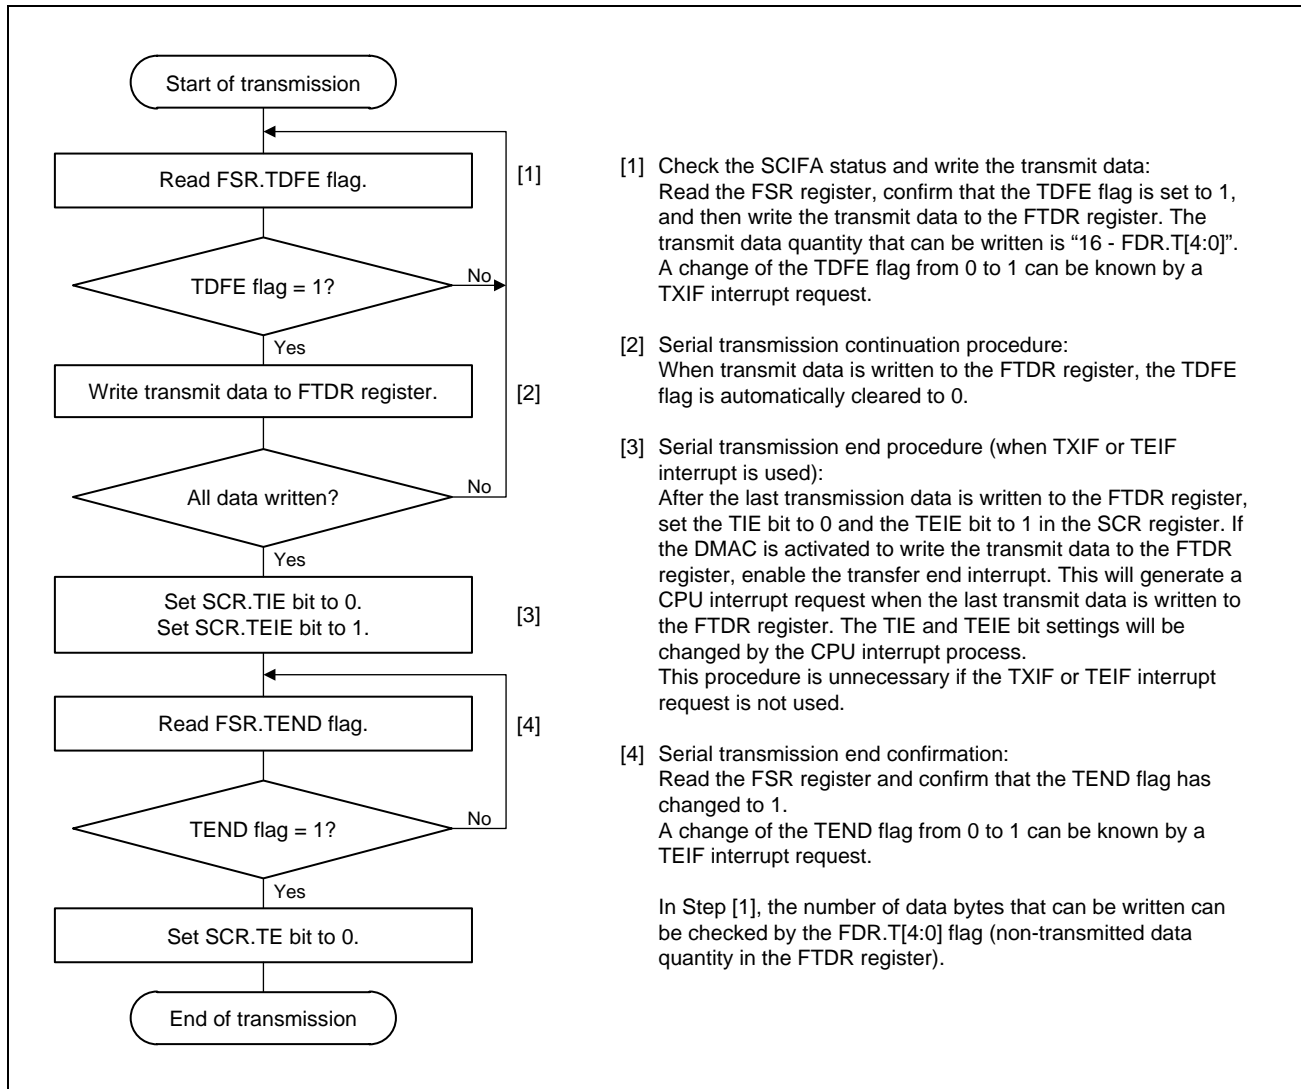 Start of transmission
Read FSR.TDFE flag.
[1]
TDFE flag = 1?
No
Yes
Write transmit data to FTDR register.
[2]
All data written?
No
Yes
Set SCR.TIE bit to 0.
Set SCR.TEIE bit to 1.
[3]
Read FSR.TEND flag.
[4]
TEND flag = 1?
No
Yes
Set SCR.TE bit to 0.
End of transmission
[1] Check the SCIFA status and write the transmit data:
Read the FSR register, confirm that the TDFE flag is set to 1,
and then write the transmit data to the FTDR register. The
transmit data quantity that can be written is “16 - FDR.T[4:0]”.
A change of the TDFE flag from 0 to 1 can be known by a
TXIF interrupt request.
[2] Serial transmission continuation procedure:
When transmit data is written to the FTDR register, the TDFE
flag is automatically cleared to 0.
[3] Serial transmission end procedure (when TXIF or TEIF
interrupt is used):
After the last transmission data is written to the FTDR register,
set the TIE bit to 0 and the TEIE bit to 1 in the SCR register. If
the DMAC is activated to write the transmit data to the FTDR
register, enable the transfer end interrupt. This will generate a
CPU interrupt request when the last transmit data is written to
the FTDR register. The TIE and TEIE bit settings will be
changed by the CPU interrupt process.
This procedure is unnecessary if the TXIF or TEIF interrupt
request is not used.
[4] Serial transmission end confirmation:
Read the FSR register and confirm that the TEND flag has
changed to 1.
A change of the TEND flag from 0 to 1 can be known by a
TEIF interrupt request.
In Step [1], the number of data bytes that can be written can
be checked by the FDR.T[4:0] flag (non-transmitted data
quantity in the FTDR register).